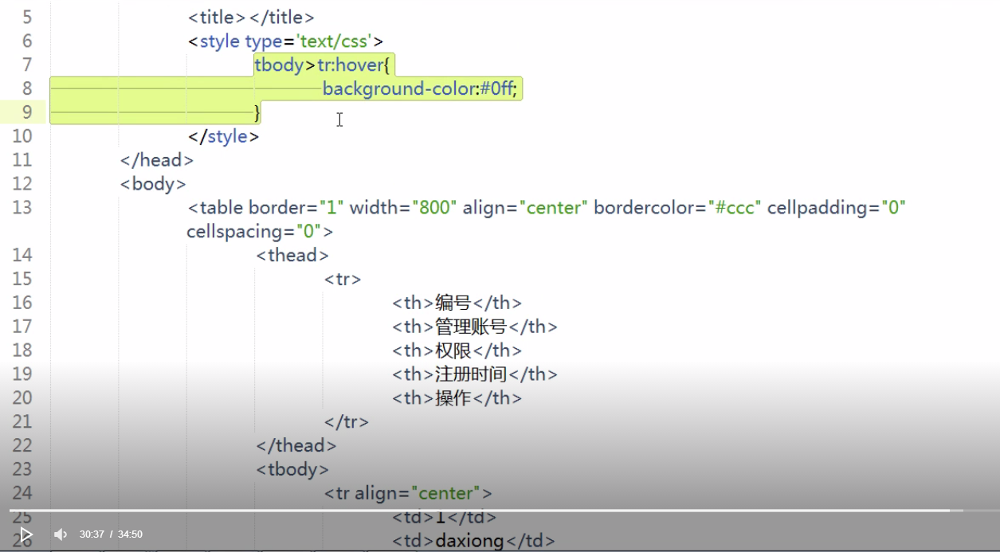 5 <title></title>
6 <style type='text/css'>
7 tbody>tr:hover{
8 background-color:#0ff;
9 }
10 </style>
11 </head>
12 <body>
13 <table border="1" width="800" align="center" bordercolor="#ccc" cellpadding="0"
cellspacing="0">
14 <thead>
15 <tr>
16 <th>编号</th>
17 <th>管理账号</th>
18 <th>权限</th>
19 <th>注册时间</th>
20 <th>操作</th>
21 </tr>
22 </thead>
23 <tbody>
24 <tr align="center">
25 <td>1</td>
26 <td>daxiong</td>
30:37 / 34:50